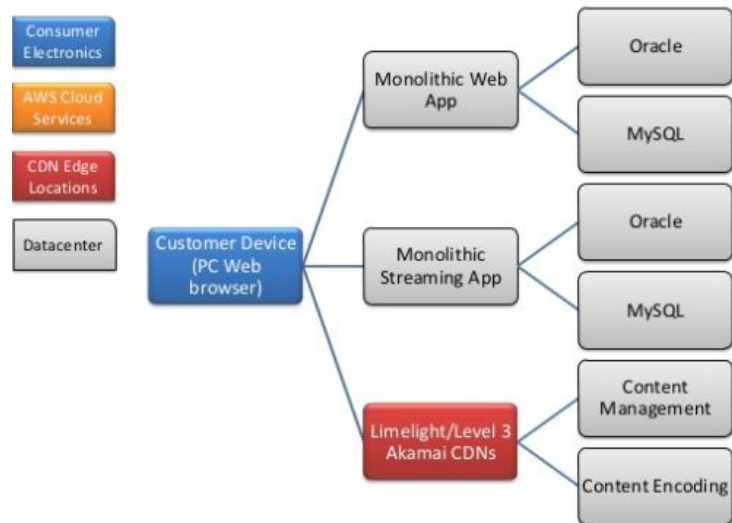 Consumer
Electronics
AWS Cloud
Services
CDN Edge
Locations
Datacenter
Customer Device
(PC Web
browser)
Monolithic Web
App
Oracle
MySQL
Monolithic
Streaming App
Oracle
MySQL
Limelight/Level 3
Akamai CDNs
Content
Management
Content Encoding